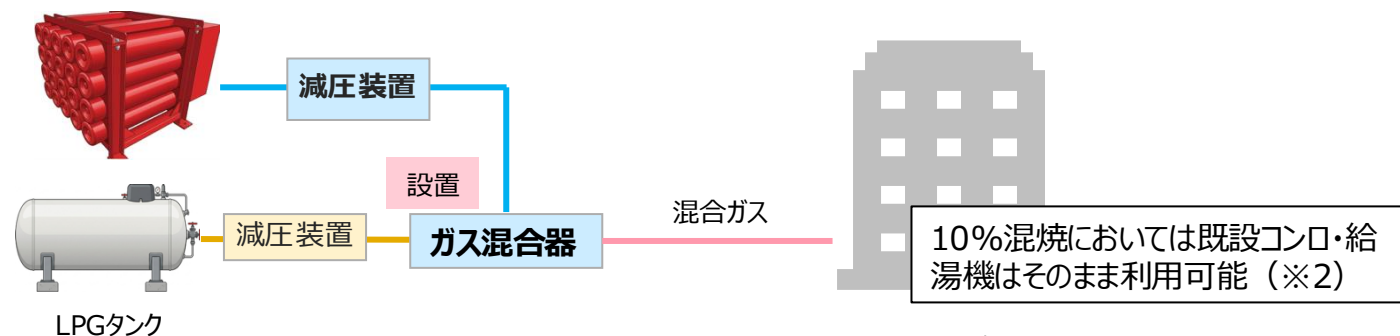 減圧装置
設置
減圧装置
ガス混合器
混合ガス
10%混焼においては既設コンロ・給
湯機はそのまま利用可能（※2）
LPGタンク